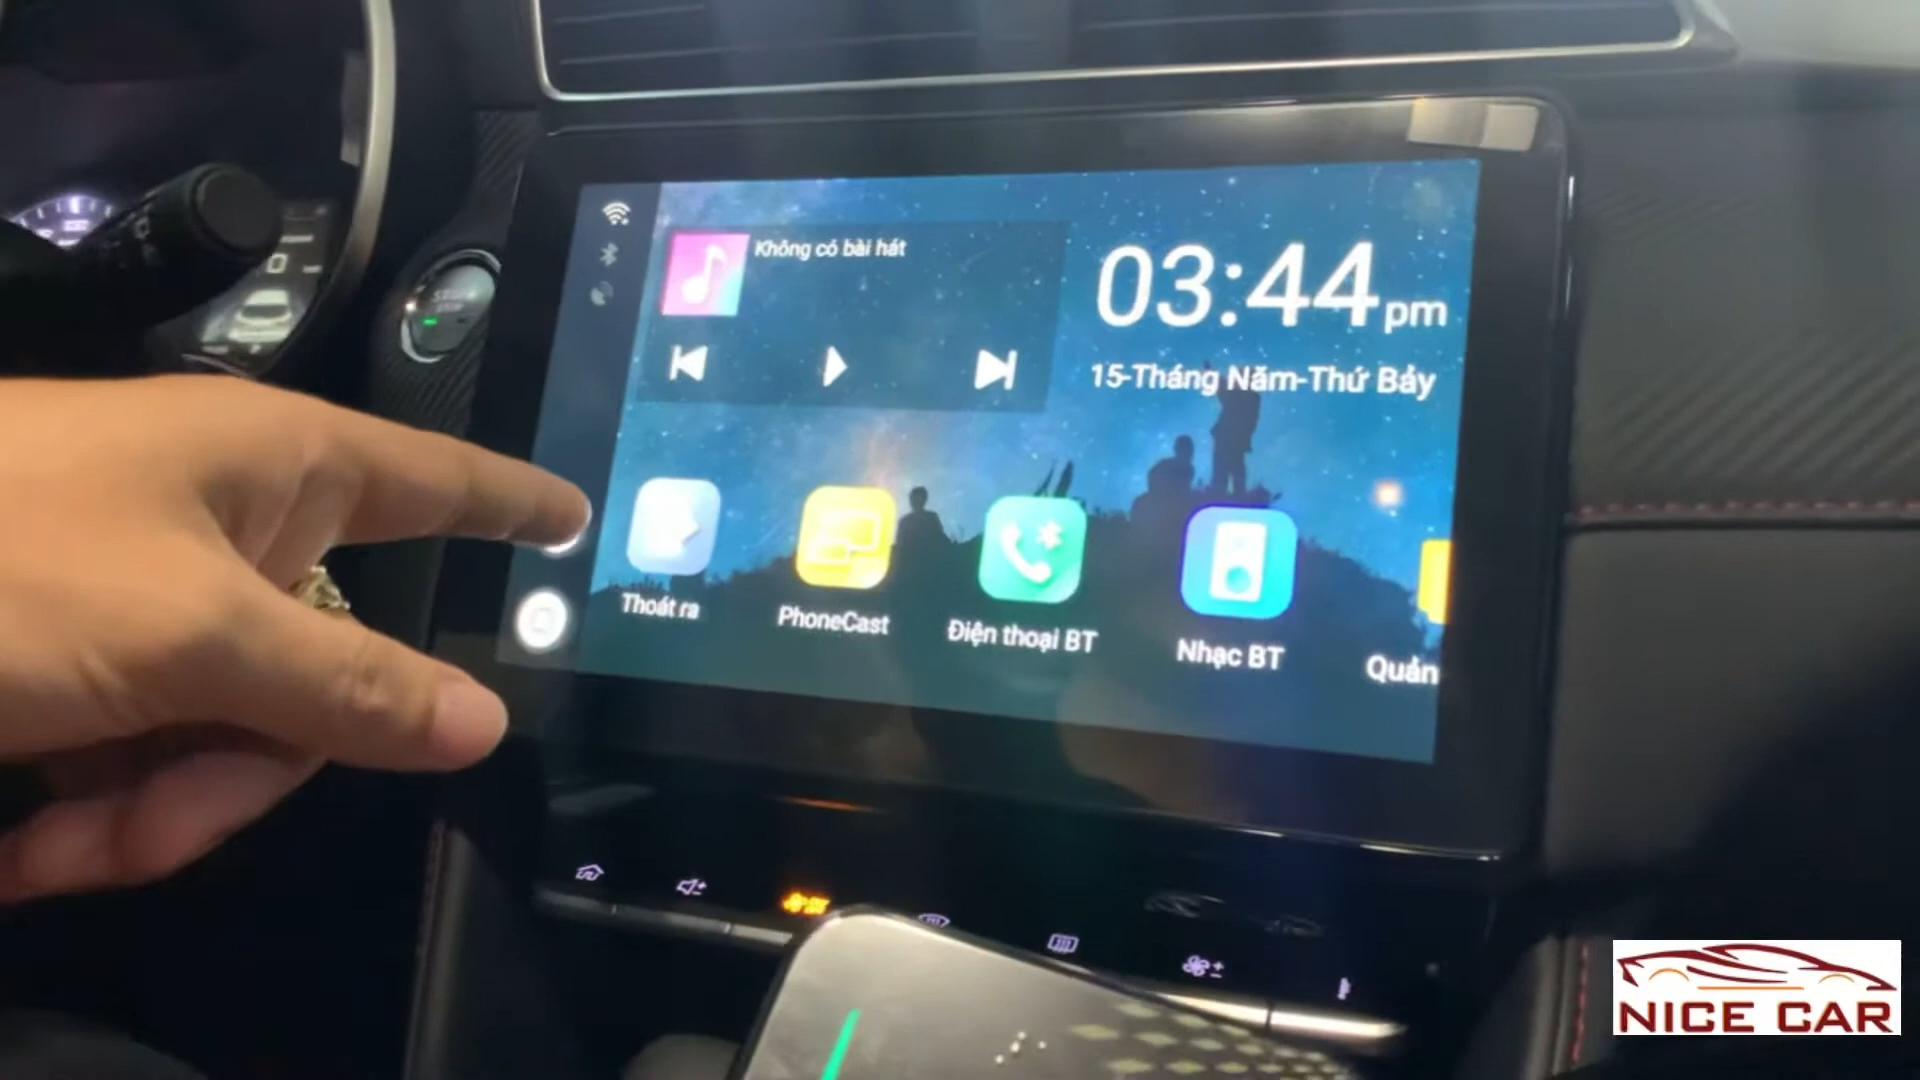 Không có bài hát
03:44pm
15-Tháng Năm-Thứ Bảy
Thoát ra
PhoneCast
Điện thoại BT
Nhạc BT
Quản
NICE CAR